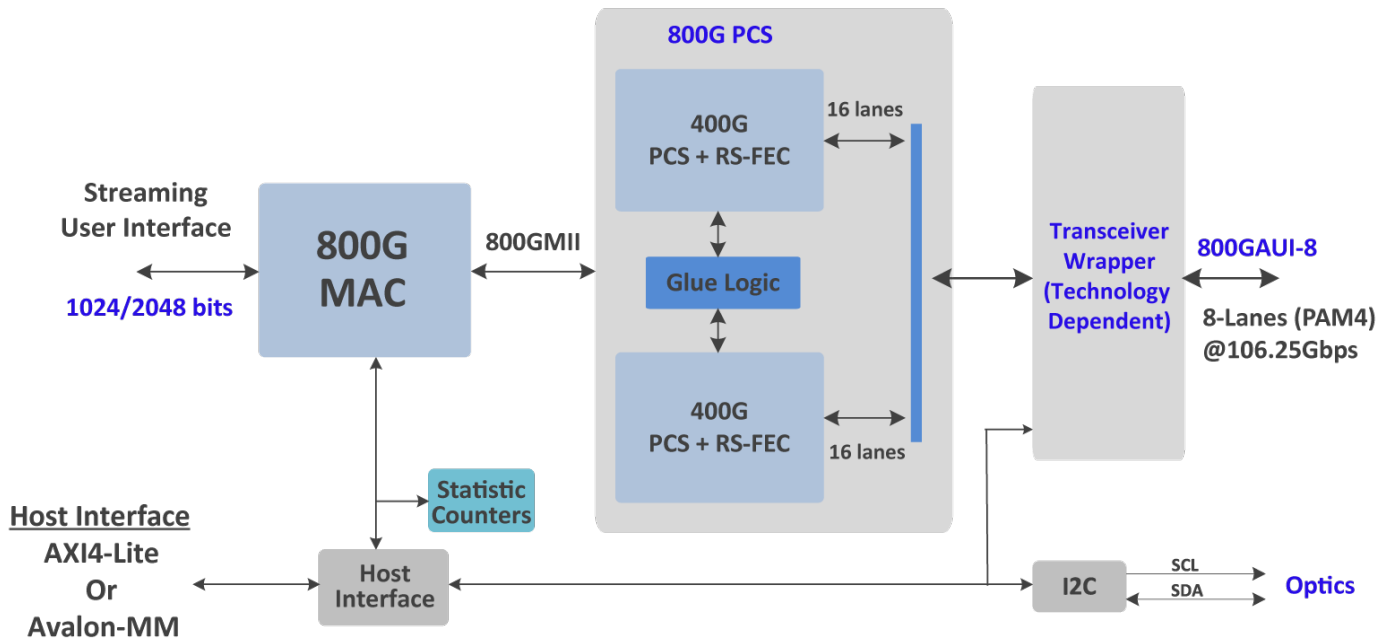 800G PCS
400G
PCS + RS-FEC
16 lanes
Streaming
User Interface
1024/2048 bits
800G
MAC
800GMII
Glue Logic
Transceiver
Wrapper
(Technology
Dependent)
800GAUI-8
8-Lanes (PAM4)
@106.25Gbps
400G
PCS + RS-FEC
16 lanes
Statistic
Counters
Host Interface
AXI4-Lite
Or
Avalon-MM
Host
Interface
I2C
SCL
SDA
Optics